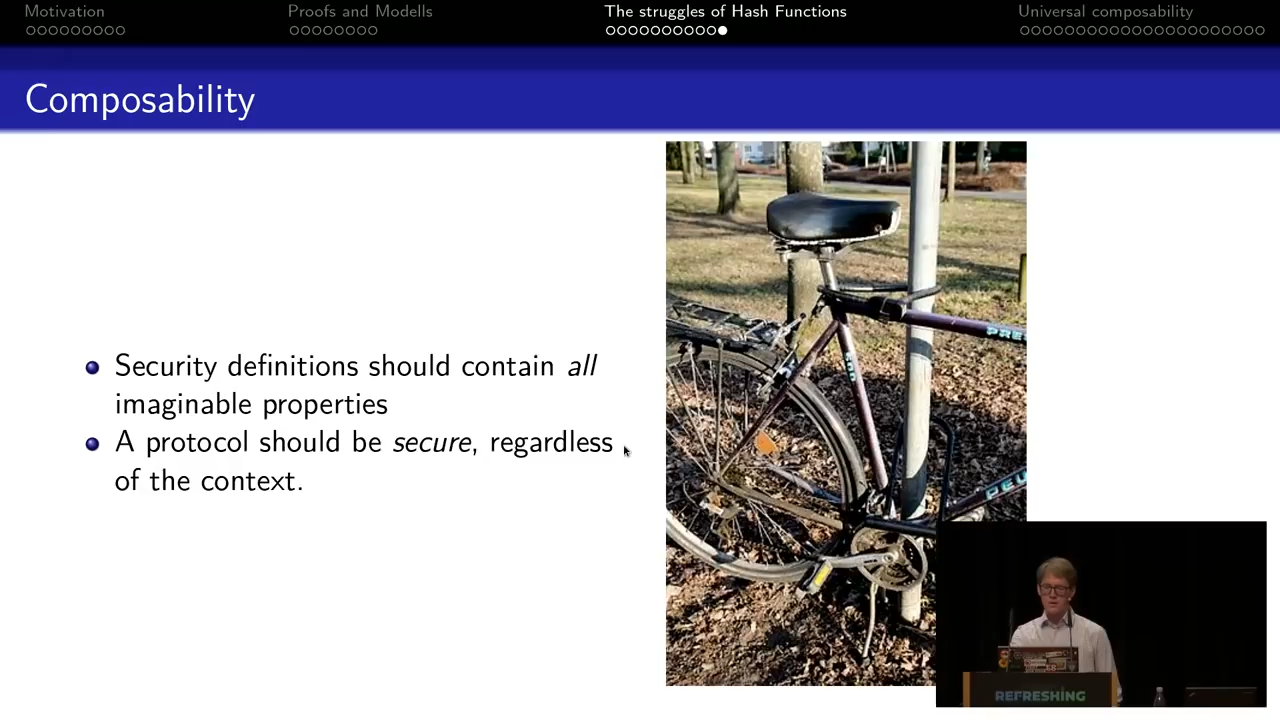 Motivation
Proofs and Modells
The struggles of Hash Functions
Universal composability
Composability
Security definitions should contain all
imaginable properties
A protocol should be secure, regardless
of the context.
REFRESHING